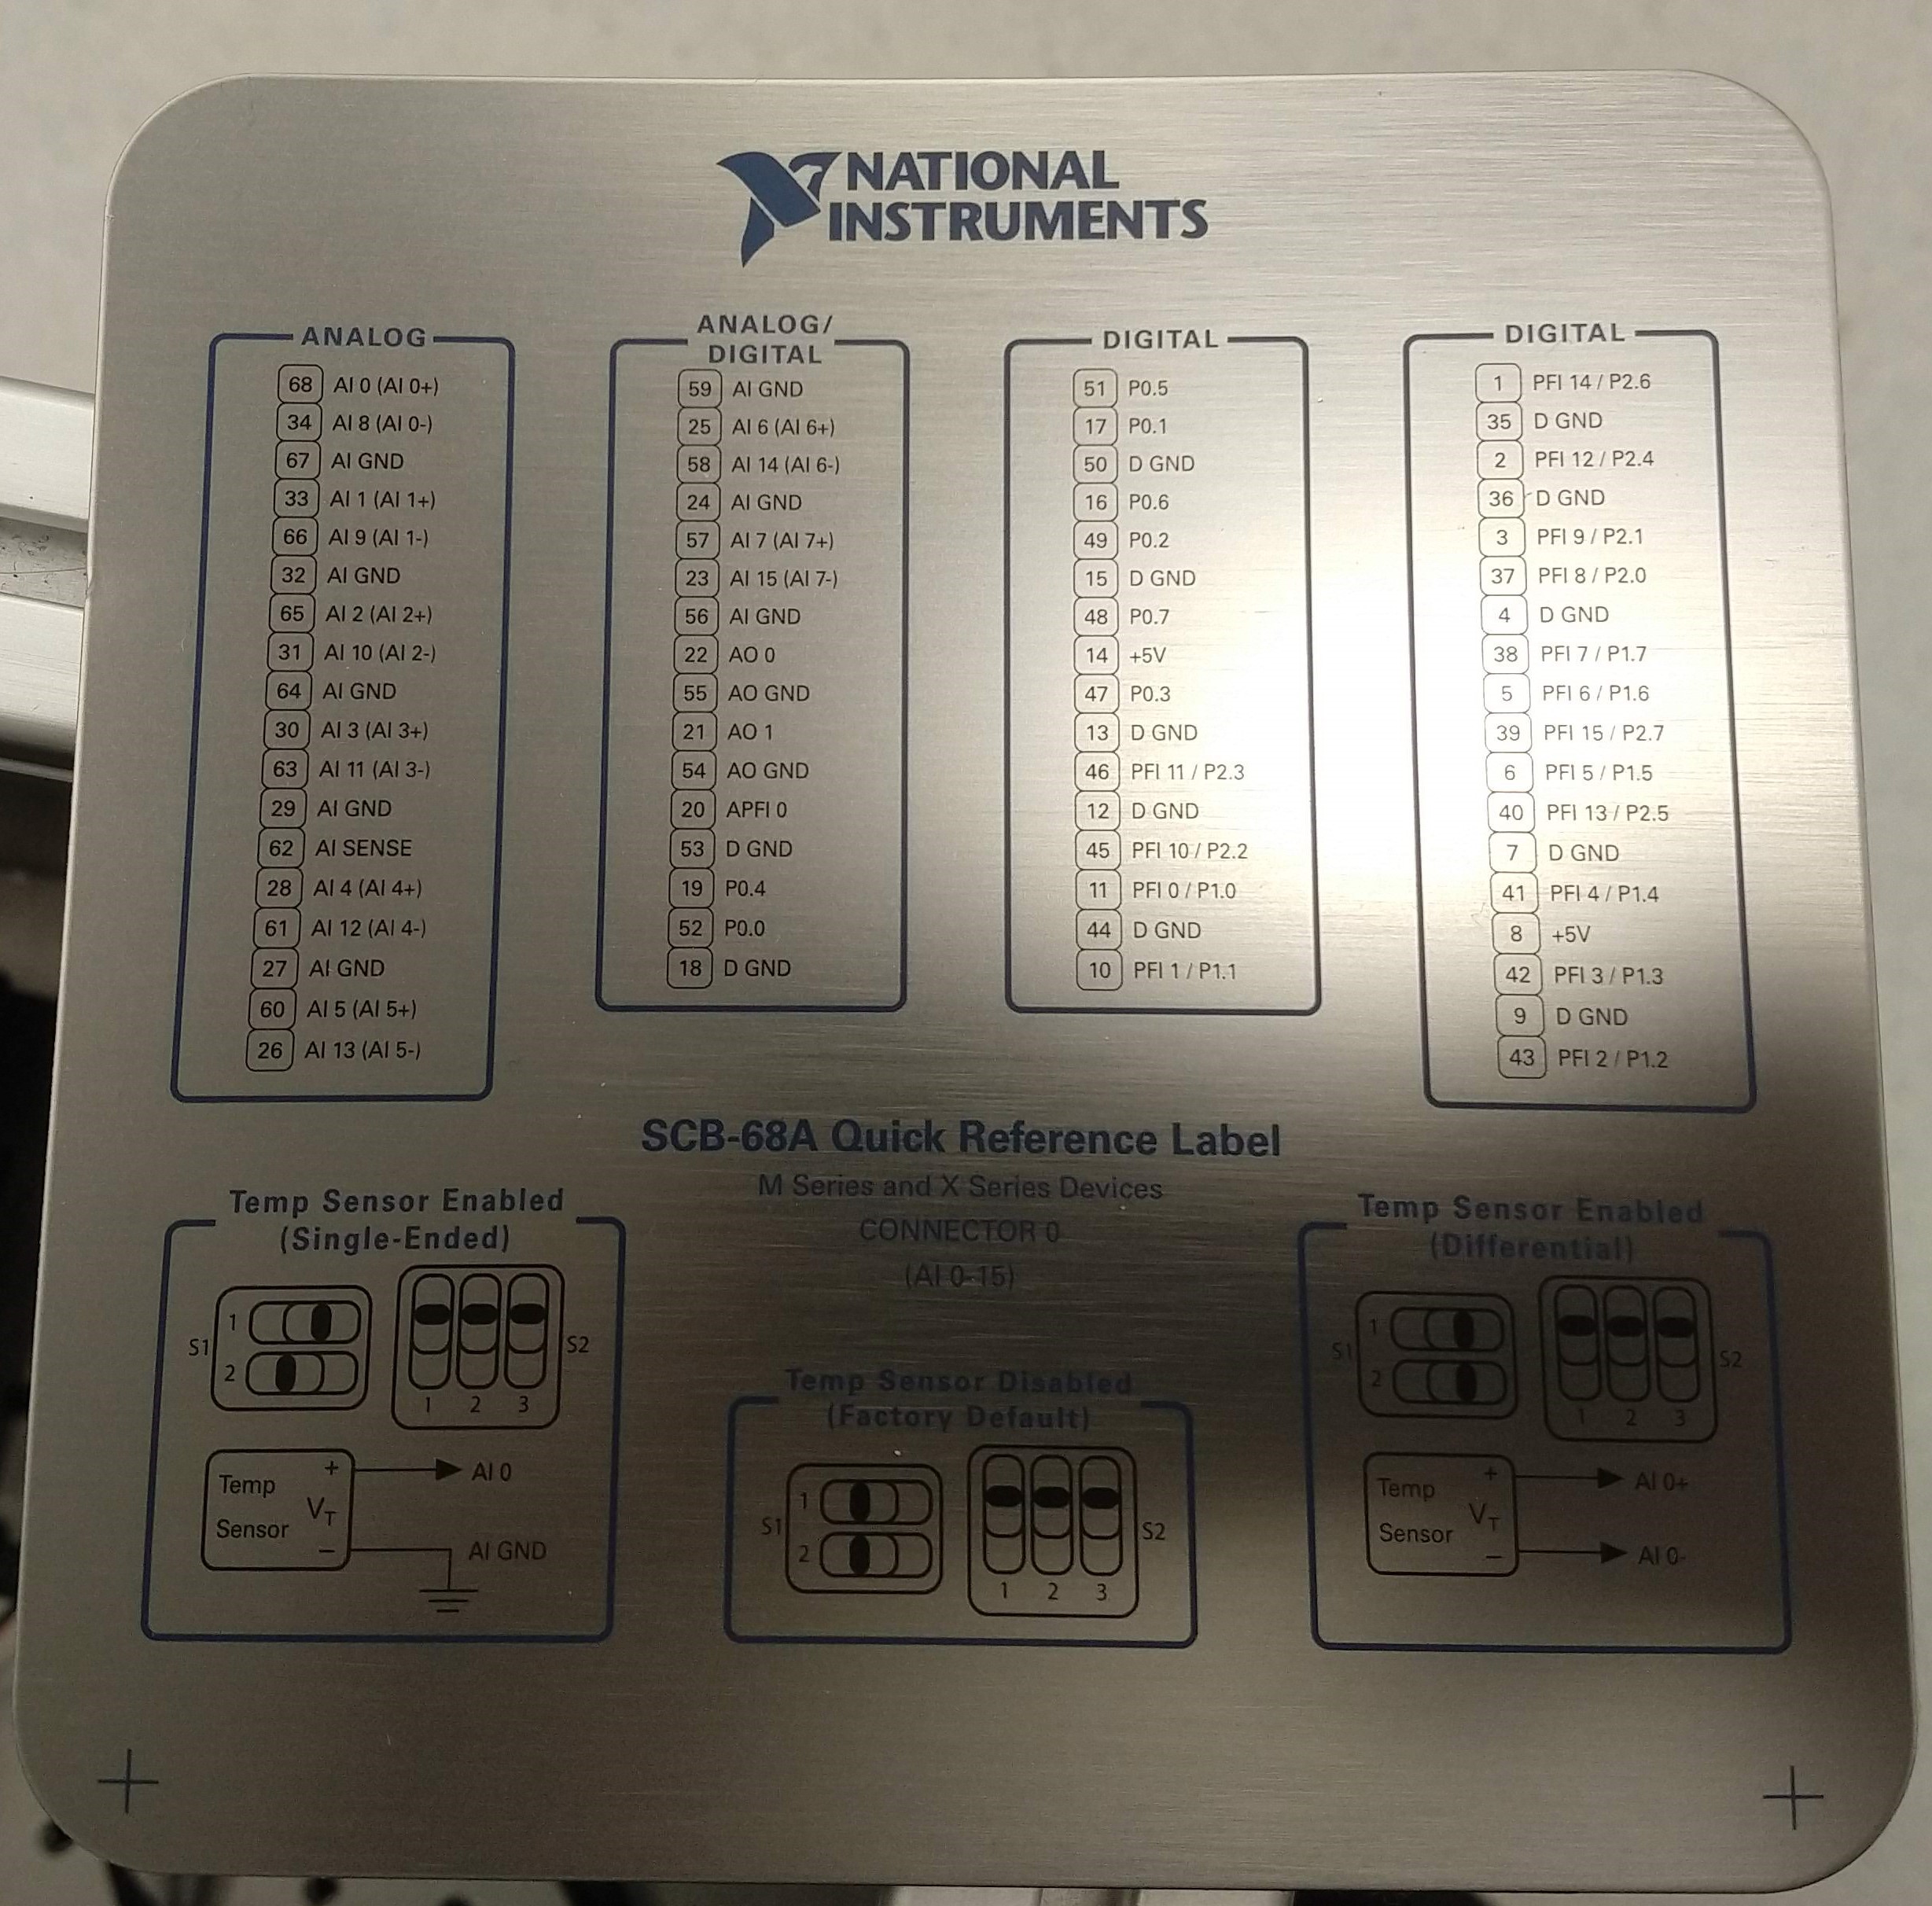 NATIONAL
INSTRUMENTS
ANALOG
68 AI 0 (AI 0+)
34 AI 8 (AI 0-)
67 AI GND
33 AI 1 (AI 1+)
66 AI 9 (AI 1-)
32 AI GND
65 AI 2 (AI 2+)
31 AI 10 (AI 2-)
64 AI GND
30 AI 3 (AI 3+)
63 AI 11 (AI 3-)
29 AI GND
62 AI SENSE
28 AI 4 (AI 4+)
61 AI 12 (AI 4-)
27 AI GND
60 AI 5 (AI 5+)
26 AI 13 (AI 5-)
ANALOG/
DIGITAL
59 AI GND
25 AI 6 (AI 6+)
58 AI 14 (AI 6-)
24 AI GND
57 AI 7 (AI 7+)
23 AI 15 (AI 7-)
56 AI GND
22 AO 0
55 AO GND
21 AO 1
54 AO GND
20 APFI 0
53 D GND
19 P0.4
52 P0.0
18 D GND
DIGITAL
51 P0.5
17 P0.1
50 D GND
16 P0.6
49 P0.2
15 D GND
48 P0.7
14 +5V
47 P0.3
13 D GND
46 PFI 11 / P2.3
12 D GND
45 PFI 10 / P2.2
11 PFI 0 / P1.0
44 D GND
10 PFI 1 / P1.1
DIGITAL
1 PFI 14 / P2.6
35 D GND
2 PFI 12 / P2.4
36 D GND
3 PFI 9 / P2.1
37 PFI 8 / P2.0
4 D GND
38 PFI 7 / P1.7
5 PFI 6 / P1.6
39 PFI 15 / P2.7
6 PFI 5 / P1.5
40 PFI 13 / P2.5
7 D GND
41 PFI 4 / P1.4
8 +5V
42 PFI 3 / P1.3
9 D GND
43 PFI 2 / P1.2
SCB-68A Quick Reference Label
M Series and X Series Devices
CONNECTOR 0
(AI 0-15)
Temp Sensor Enabled
(Single-Ended)
S1
1
2
S2
1 2 3
Temp
Sensor
+
VT
–
AI 0
AI GND
Temp Sensor Disabled
(Factory Default)
S1
1
2
S2
1 2 3
Temp Sensor Enabled
(Differential)
S1
1
2
S2
1 2 3
Temp
Sensor
+
VT
–
AI 0+
AI 0-